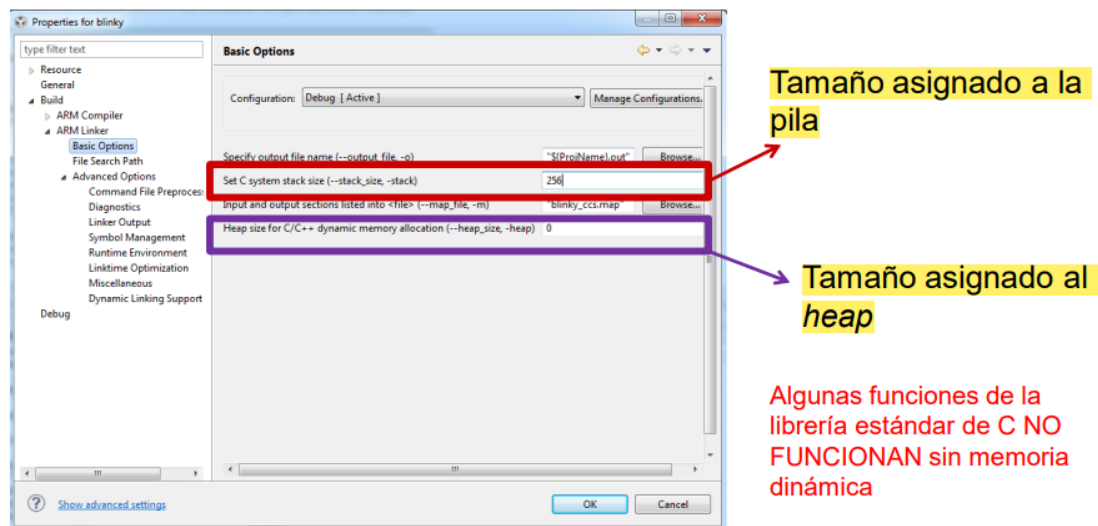 Properties for blinky
type filter text
Resource
General
Build
ARM Compiler
ARM Linker
Basic Options
File Search Path
Advanced Options
Command File Preproces
Diagnostics
Linker Output
Symbol Management
Runtime Environment
Linktime Optimization
Miscellaneous
Dynamic Linking Support
Debug
Basic Options
Configuration: Debug [ Active ] Manage Configurations.
Specify output file name (--output_file, -o) "${ProjName}.out" Browse...
Set C system stack size (--stack_size, -stack) 256
Input and output sections listed into <file> (--map_file, -m) "blinky_ccs.map" Browse...
Heap size for C/C++ dynamic memory allocation (--heap_size, -heap) 0
Show advanced settings
OK Cancel
Tamaño asignado a la
pila
Tamaño asignado al
heap
Algunas funciones de la
librería estándar de C NO
FUNCIONAN sin memoria
dinámica